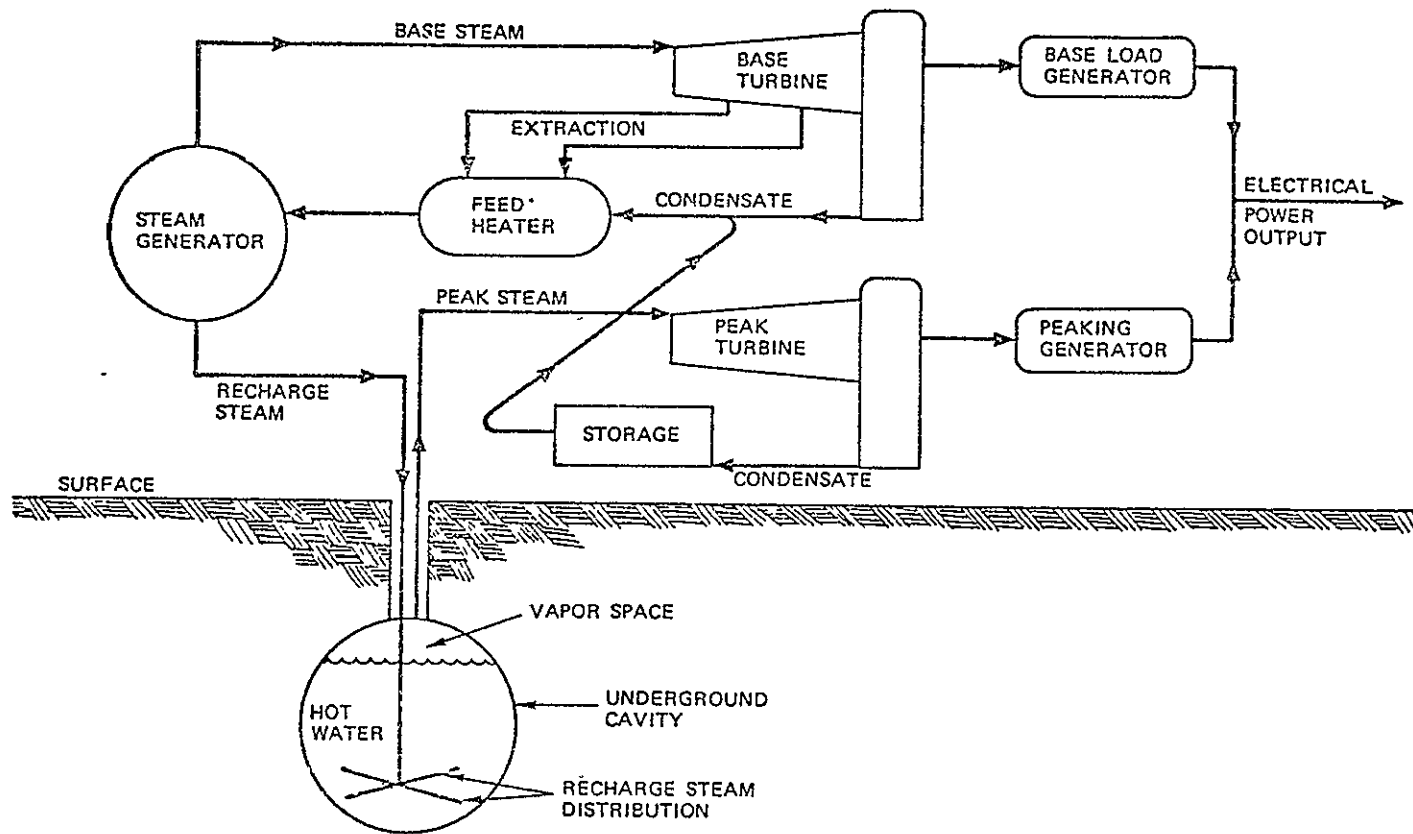 BASE STEAM
BASE
TURBINE
BASE LOAD
GENERATOR
EXTRACTION
STEAM
GENERATOR
FEED
HEATER
CONDENSATE
ELECTRICAL
POWER
OUTPUT
PEAK STEAM
PEAK
TURBINE
PEAKING
GENERATOR
RECHARGE
STEAM
STORAGE
CONDENSATE
SURFACE
VAPOR SPACE
HOT
WATER
UNDERGROUND
CAVITY
RECHARGE STEAM
DISTRIBUTION